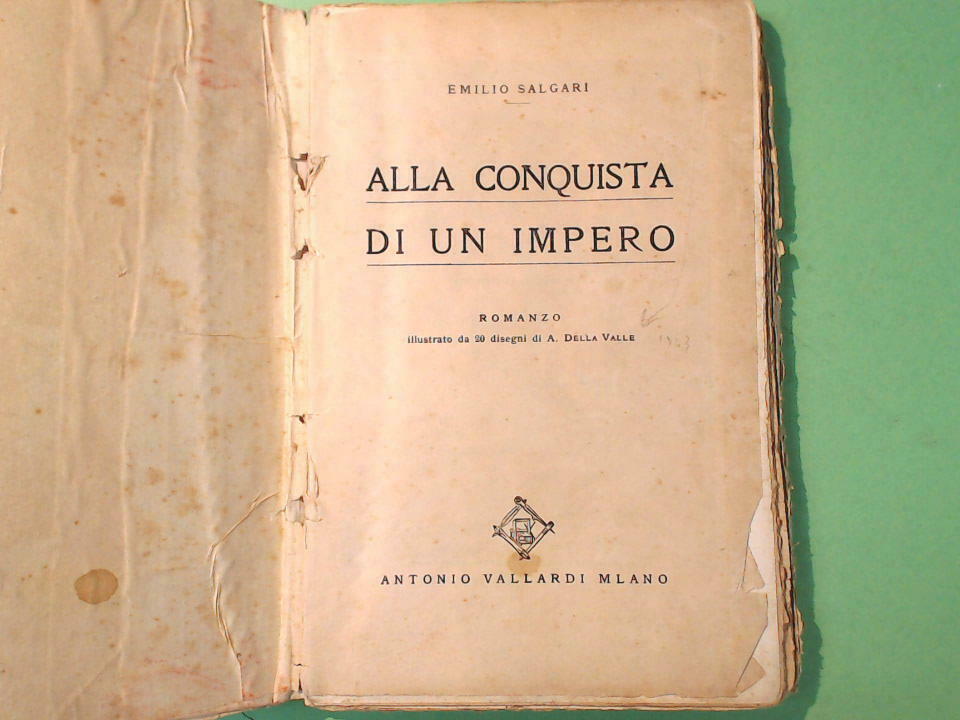 EMILIO SALGARI
ALLA CONQUISTA
DI UN IMPERO
ROMANZO
illustrato da 20 disegni di A. DELLA VALLE
ANTONIO VALLARDI MLANO